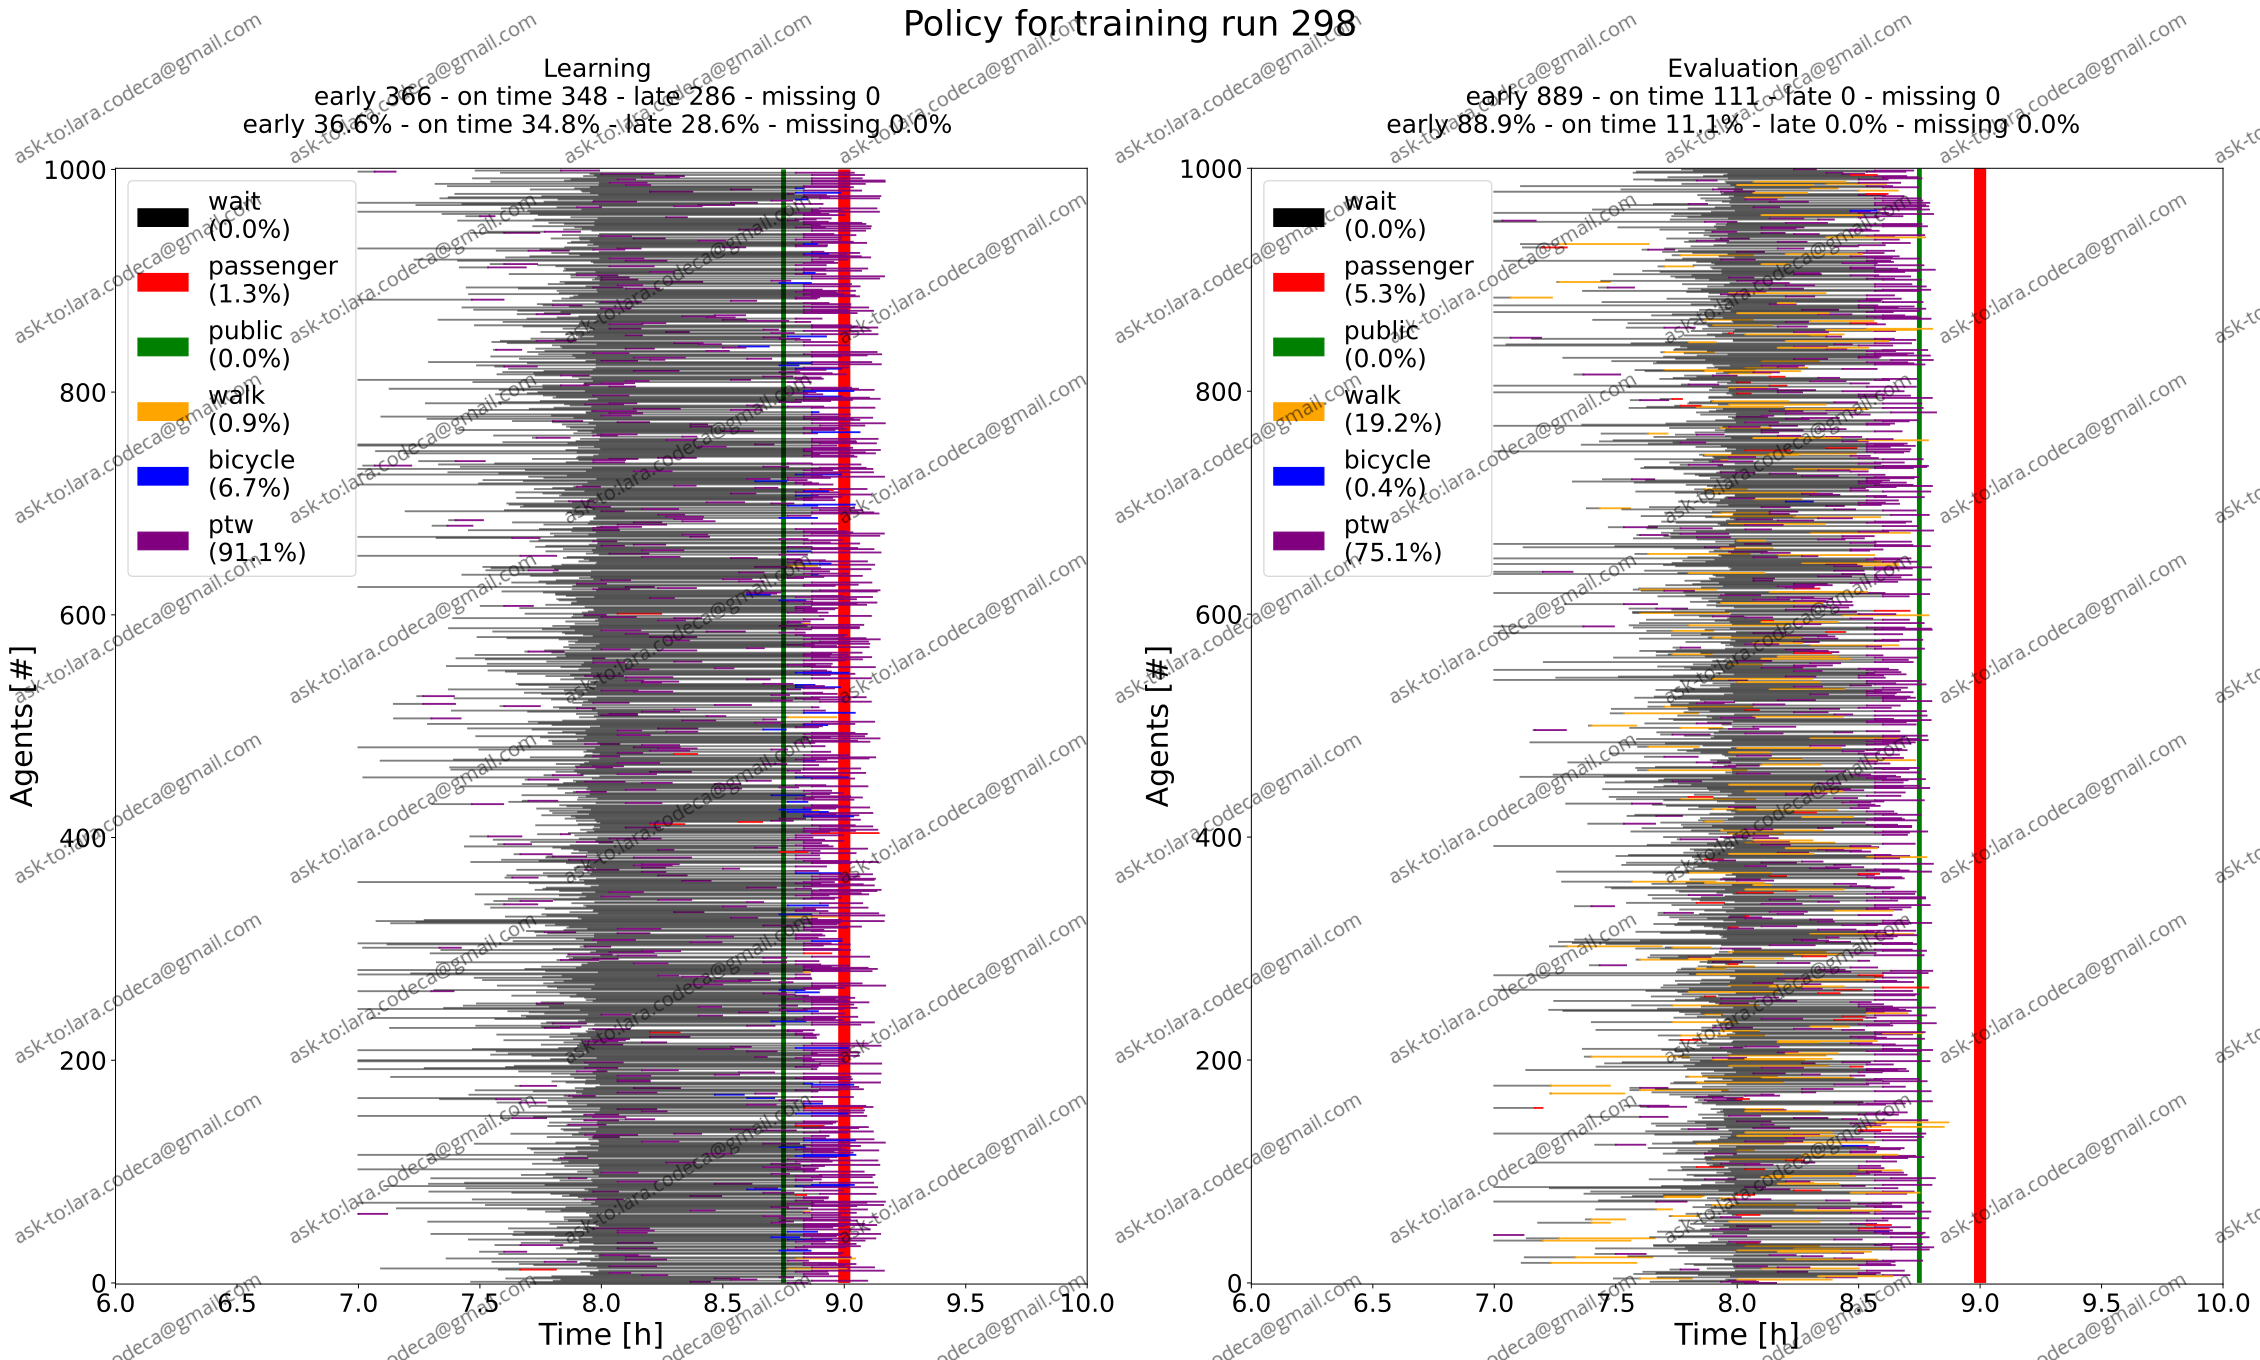 Policy for training run 298
Learning
early 366 - on time 348 - late 286 - missing 0
early 36.6% - on time 34.8% - late 28.6% - missing 0.0%
1000
800
600
400
200
0
Agents [#]
wait
(0.0%)
passenger
(1.3%)
public
(0.0%)
walk
(0.9%)
bicycle
(6.7%)
ptw
(91.1%)
6.0 6.5 7.0 7.5 8.0 8.5 9.0 9.5 10.0
Time [h]
Evaluation
early 889 - on time 111 - late 0 - missing 0
early 88.9% - on time 11.1% - late 0.0% - missing 0.0%
1000
800
600
400
200
0
Agents [#]
wait
(0.0%)
passenger
(5.3%)
public
(0.0%)
walk
(19.2%)
bicycle
(0.4%)
ptw
(75.1%)
6.0 6.5 7.0 7.5 8.0 8.5 9.0 9.5 10.0
Time [h]
ask-to:lara.codeca@gmail.com